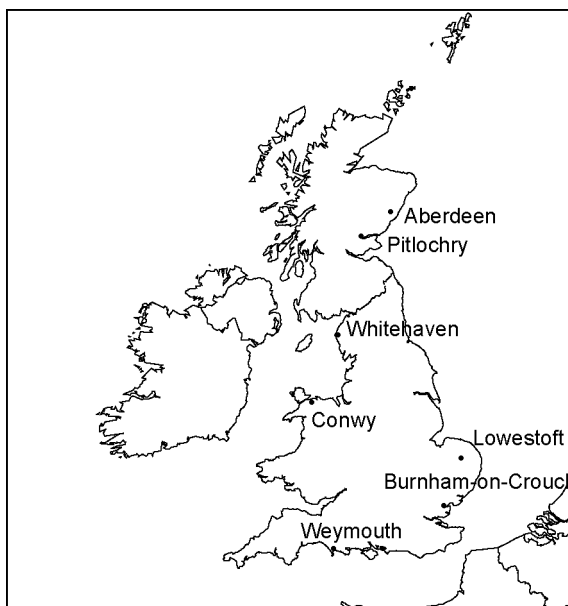 Aberdeen
Pitlochry
Whitehaven
Conwy
Lowestoft
Burnham-on-Crouch
Weymouth